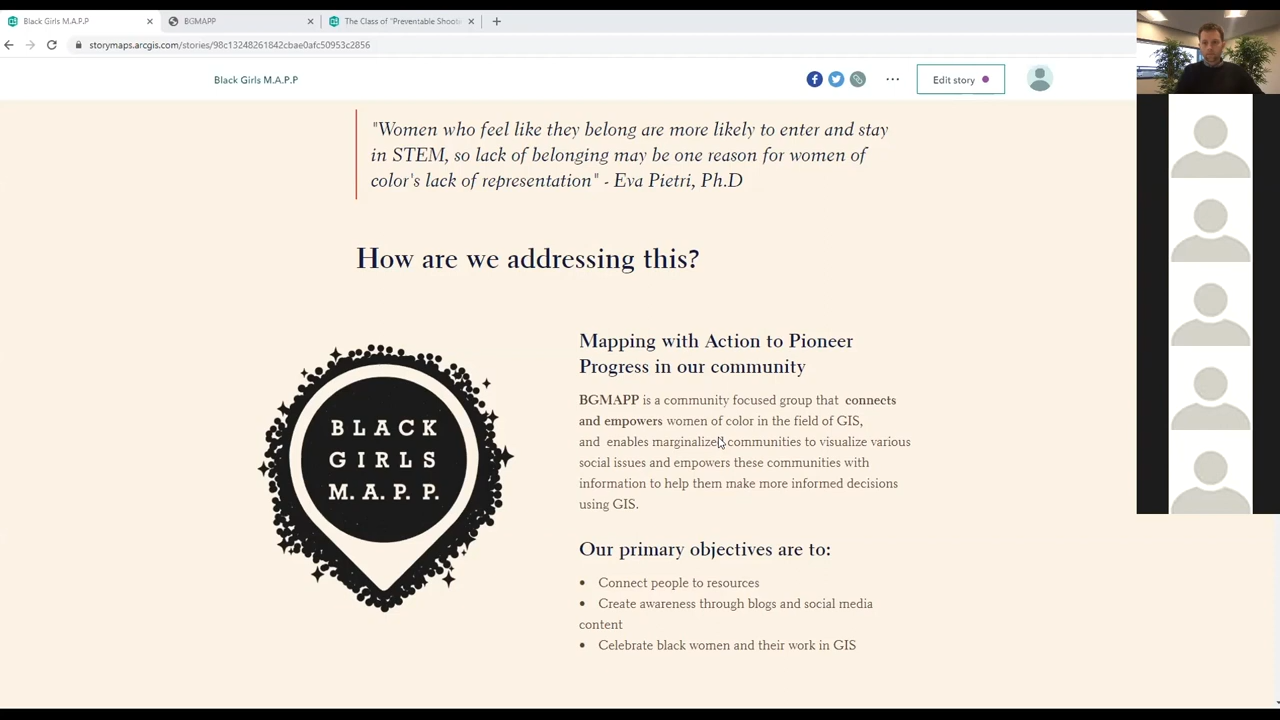 Black Girls M.A.P.P
BGMAPP
The Class of "Preventable Shoot
storymaps.arcgis.com/stories/98c13248261842cbae0afc50953c2856
Black Girls M.A.P.P
Edit story
"Women who feel like they belong are more likely to enter and stay
in STEM, so lack of belonging may be one reason for women of
color's lack of representation" - Eva Pietri, Ph.D
How are we addressing this?
BLACK
GIRLS
M.A.P.P.
Mapping with Action to Pioneer
Progress in our community
BGMAPP is a community focused group that connects
and empowers women of color in the field of GIS,
and enables marginalized communities to visualize various
social issues and empowers these communities with
information to help them make more informed decisions
using GIS.
Our primary objectives are to:
• Connect people to resources
• Create awareness through blogs and social media
content
• Celebrate black women and their work in GIS